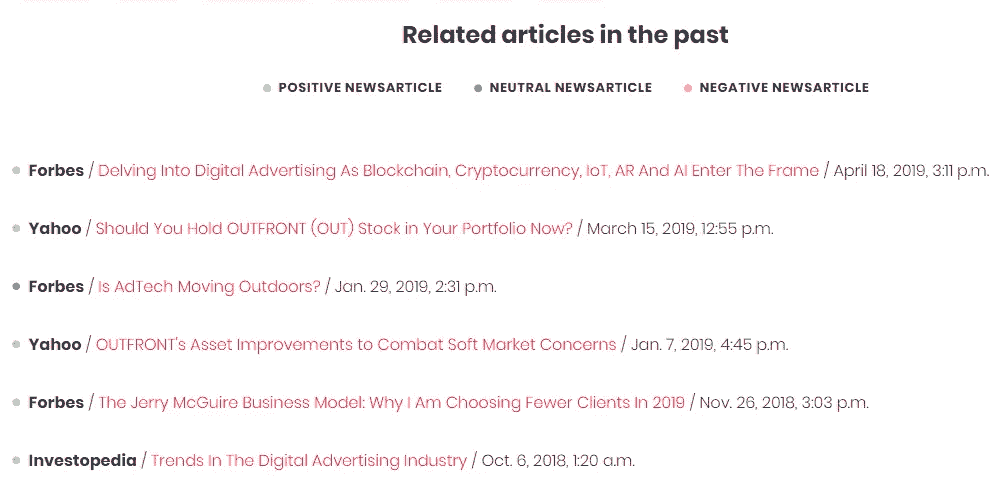 Related articles in the past
POSITIVE NEWSARTICLE NEUTRAL NEWSARTICLE NEGATIVE NEWSARTICLE
Forbes / Delving Into Digital Advertising As Blockchain, Cryptocurrency, IoT, AR And AI Enter The Frame / April 18, 2019, 3:11 p.m.
Yahoo / Should You Hold OUTFRONT (OUT) Stock in Your Portfolio Now? / March 15, 2019, 12:55 p.m.
Forbes / Is AdTech Moving Outdoors? / Jan. 29, 2019, 2:31 p.m.
Yahoo / OUTFRONT's Asset Improvements to Combat Soft Market Concerns / Jan. 7, 2019, 4:45 p.m.
Forbes / The Jerry McGuire Business Model: Why I Am Choosing Fewer Clients In 2019 / Nov. 26, 2018, 3:03 p.m.
Investopedia / Trends In The Digital Advertising Industry / Oct. 6, 2018, 1:20 a.m.